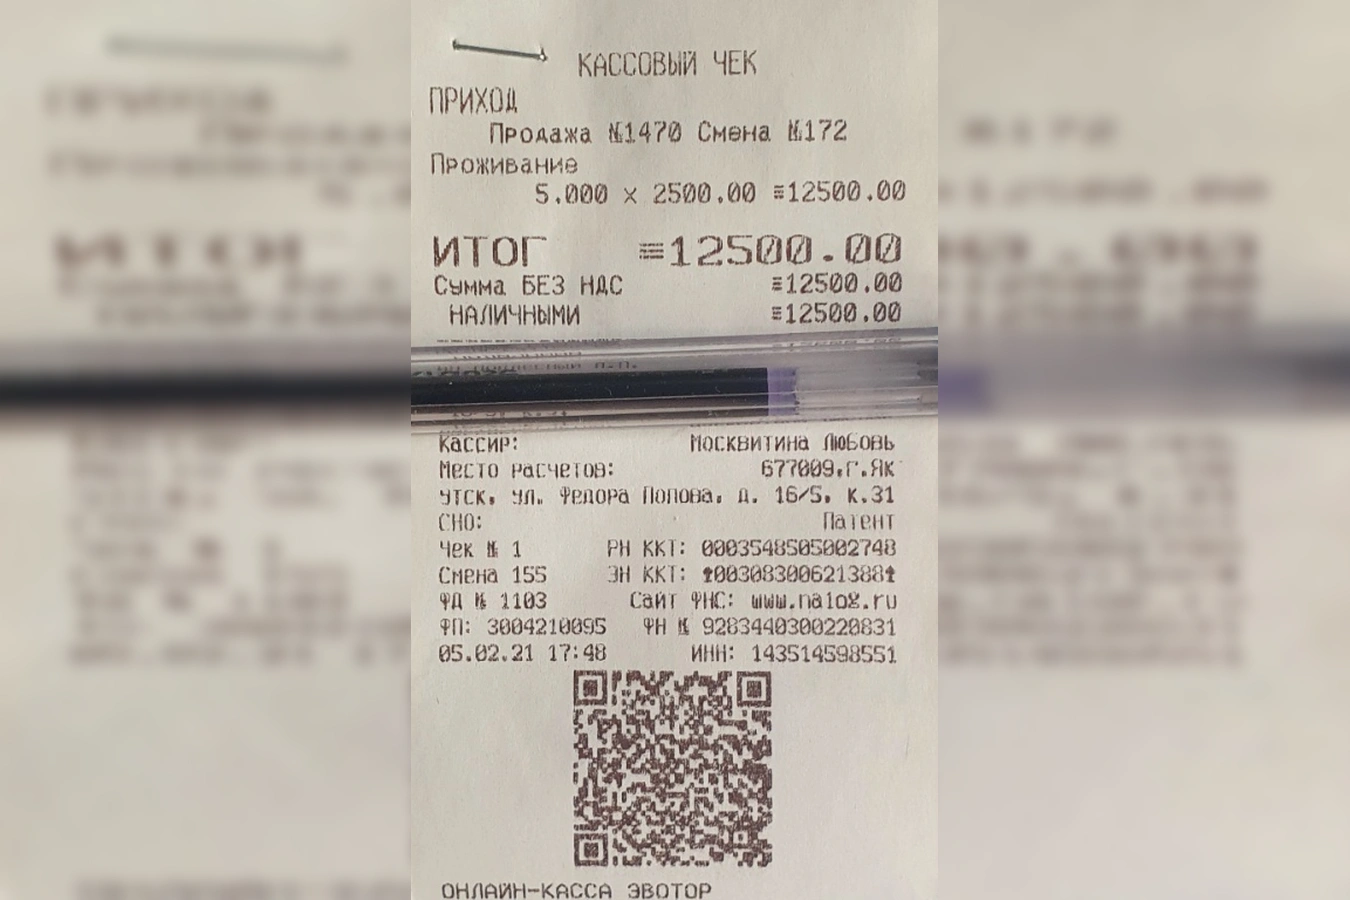 КАССОВЫЙ ЧЕК
ПРИХОД
Продажа №1470 Смена №172
Проживание
5.000 x 2500.00 ≡12500.00
ИТОГ ≡12500.00
Сумма БЕЗ НДС ≡12500.00
НАЛИЧНЫМИ ≡12500.00
Кассир: Москвитина Любовь
Место расчетов: 677009,г.Як
утск, ул. Федора Попова, д. 16/5, к.31
СНО: Патент
Чек № 1 РН ККТ: 0003548505002748
Смена 155 ЗН ККТ: 00308300621388
ФД № 1103 Сайт ФНС: www.nalog.ru
ФП: 3004210095 ФН № 9283440300220831
05.02.21 17:48 ИНН: 143514598551
ОНЛАЙН-КАССА ЭВОТОР